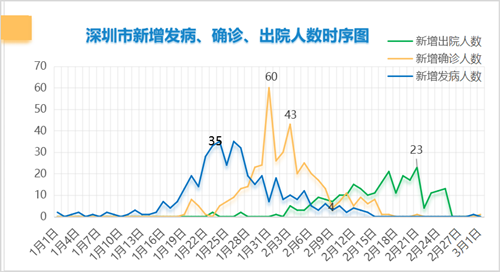 深圳市新增发病、确诊、出院人数时序图
新增出院人数
新增确诊人数
新增发病人数
70
60
50
40
30
20
10
0
35
60
43
4
23
1月1日
1月4日
1月7日
1月10日
1月13日
1月16日
1月19日
1月22日
1月25日
1月28日
1月31日
2月3日
2月6日
2月9日
2月12日
2月15日
2月18日
2月21日
2月24日
2月27日
3月1日